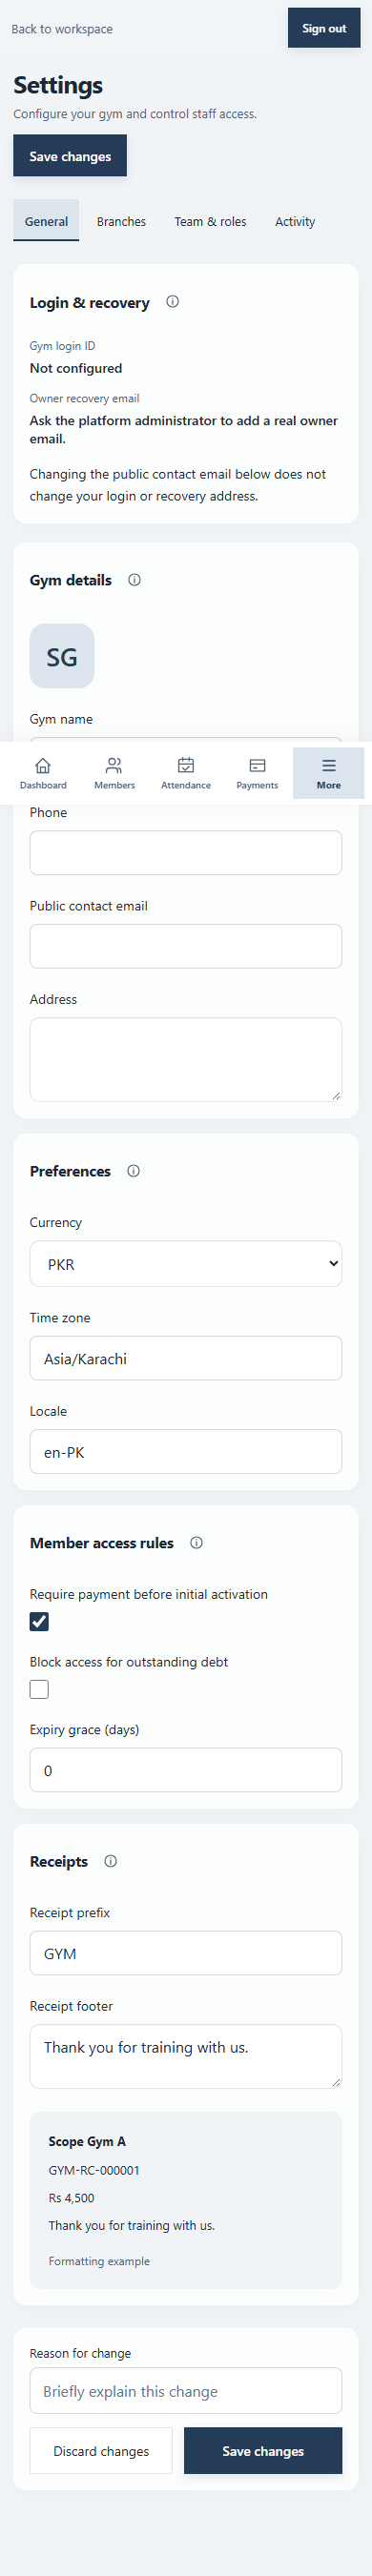 Back to workspace
Sign out
Settings
Configure your gym and control staff access.
Save changes
General
Branches
Team & roles
Activity
Login & recovery
Gym login ID
Not configured
Owner recovery email
Ask the platform administrator to add a real owner
email.
Changing the public contact email below does not
change your login or recovery address.
Gym details
SG
Gym name
Dashboard
Members
Attendance
Payments
More
Phone
Public contact email
Address
Preferences
Currency
PKR
Time zone
Asia/Karachi
Locale
en-PK
Member access rules
Require payment before initial activation
Block access for outstanding debt
Expiry grace (days)
0
Receipts
Receipt prefix
GYM
Receipt footer
Thank you for training with us.
Scope Gym A
GYM-RC-000001
Rs 4,500
Thank you for training with us.
Formatting example
Reason for change
Briefly explain this change
Discard changes
Save changes